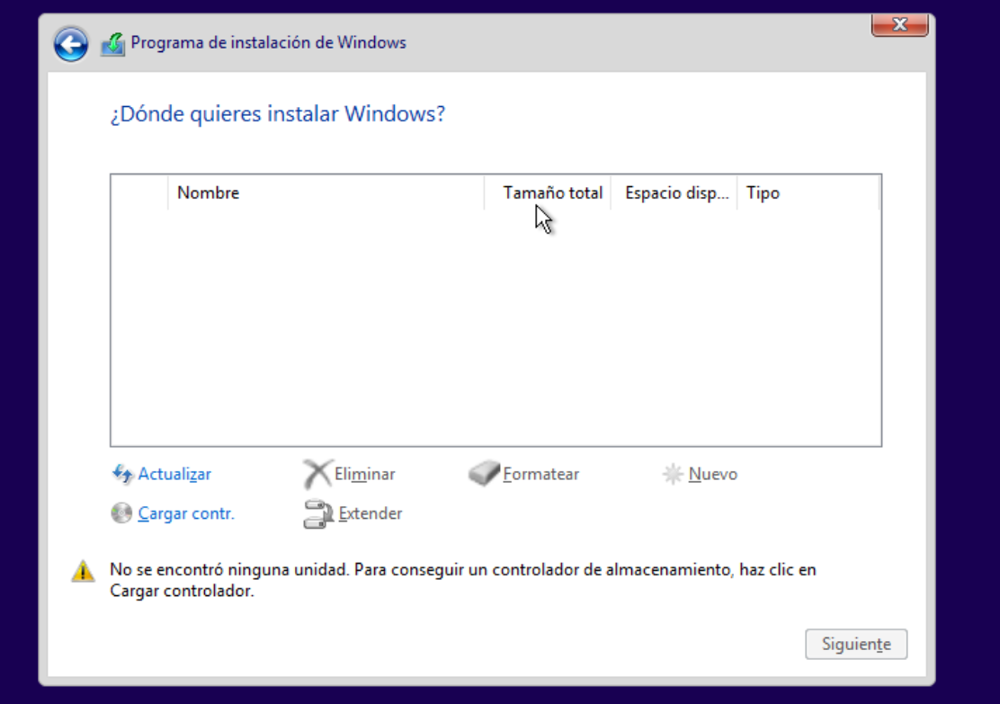 Programa de instalación de Windows
¿Dónde quieres instalar Windows?
Nombre Tamaño total Espacio disp... Tipo
Actualizar Eliminar Formatear Nuevo
Cargar contr. Extender
No se encontró ninguna unidad. Para conseguir un controlador de almacenamiento, haz clic en
Cargar controlador.
Siguiente